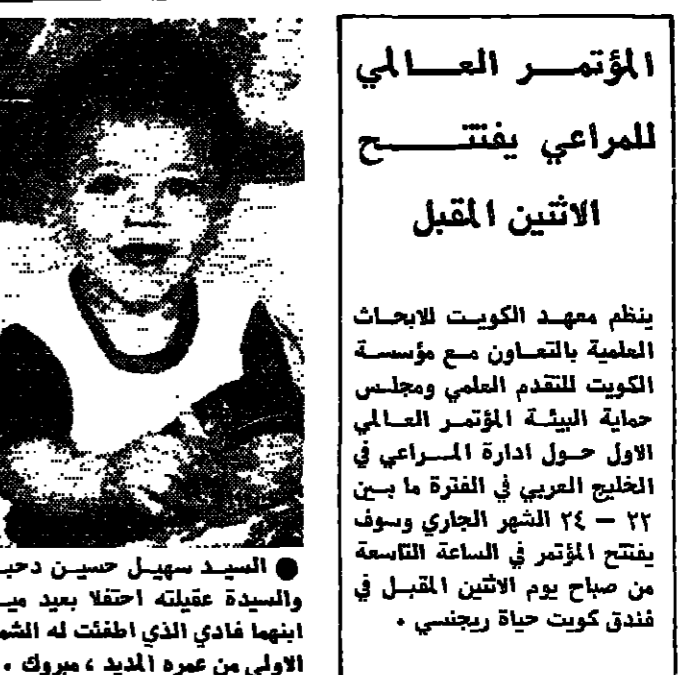 المؤتمر العالمي
للمراعي يفتتح
الاثنين المقبل
ينظم معهد الكويت للابحاث
العلمية بالتعاون مع مؤسسة
الكويت للتقدم العلمي ومجلس
حماية البيئة المؤتمر العالمي
الاول حول ادارة المراعي في
الخليج العربي في الفترة ما بين
٢٢ — ٢٤ الشهر الجاري وسوف
يفتتح المؤتمر في الساعة التاسعة
من صباح يوم الاثنين المقبل في
فندق كويت حياة ريجنسي .
● السيد سهيل حسين
والسيدة عقيلته احتفلا بعيد
ابنهما فادي الذي اطفئت له
الاولى من عمره المديد ، مبروك .